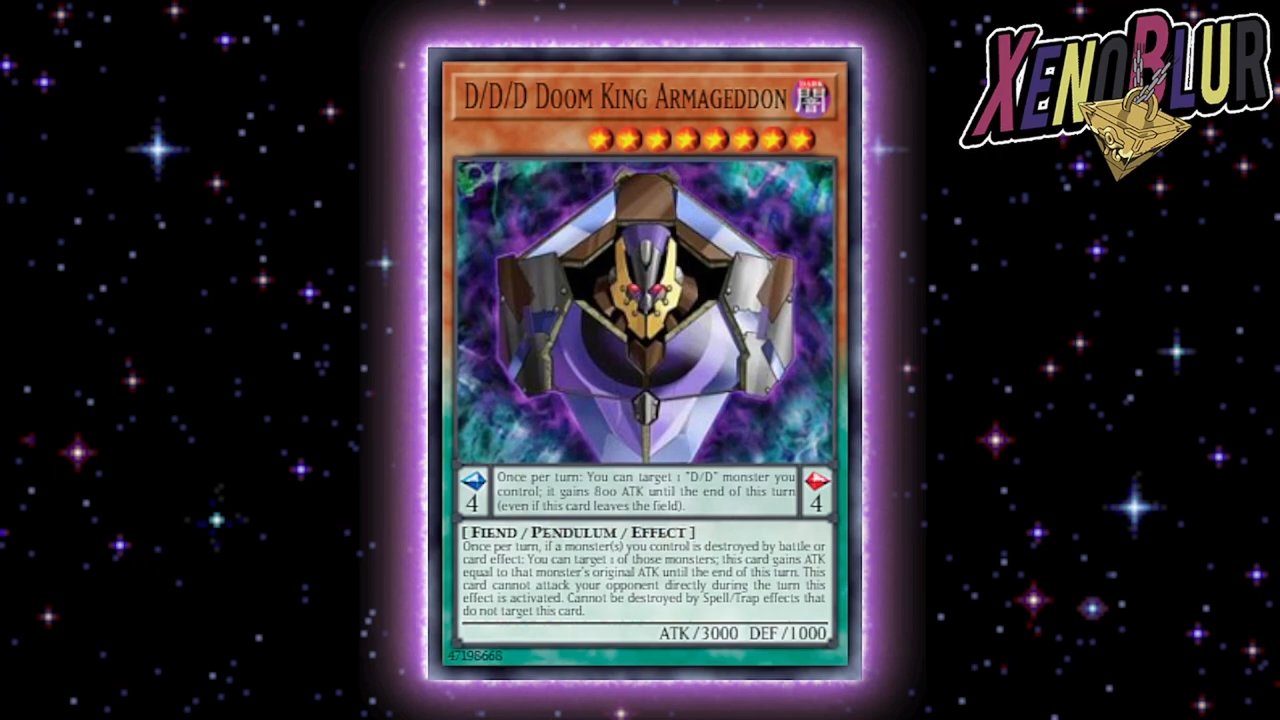 XENOBLUR
D/D/D DOOM KING ARMAGEDDON
DARK
闇
Once per turn: You can target 1 "D/D" monster you
control; it gains 800 ATK until the end of this turn
(even if this card leaves the field).
4
4
[ FIEND / PENDULUM / EFFECT ]
Once per turn, if a monster(s) you control is destroyed by battle or
card effect: You can target 1 of those monsters; this card gains ATK
equal to that monster's original ATK until the end of this turn. This
card cannot attack your opponent directly during the turn this
effect is activated. Cannot be destroyed by Spell/Trap effects that
do not target this card.
ATK/3000 DEF/1000
47198668